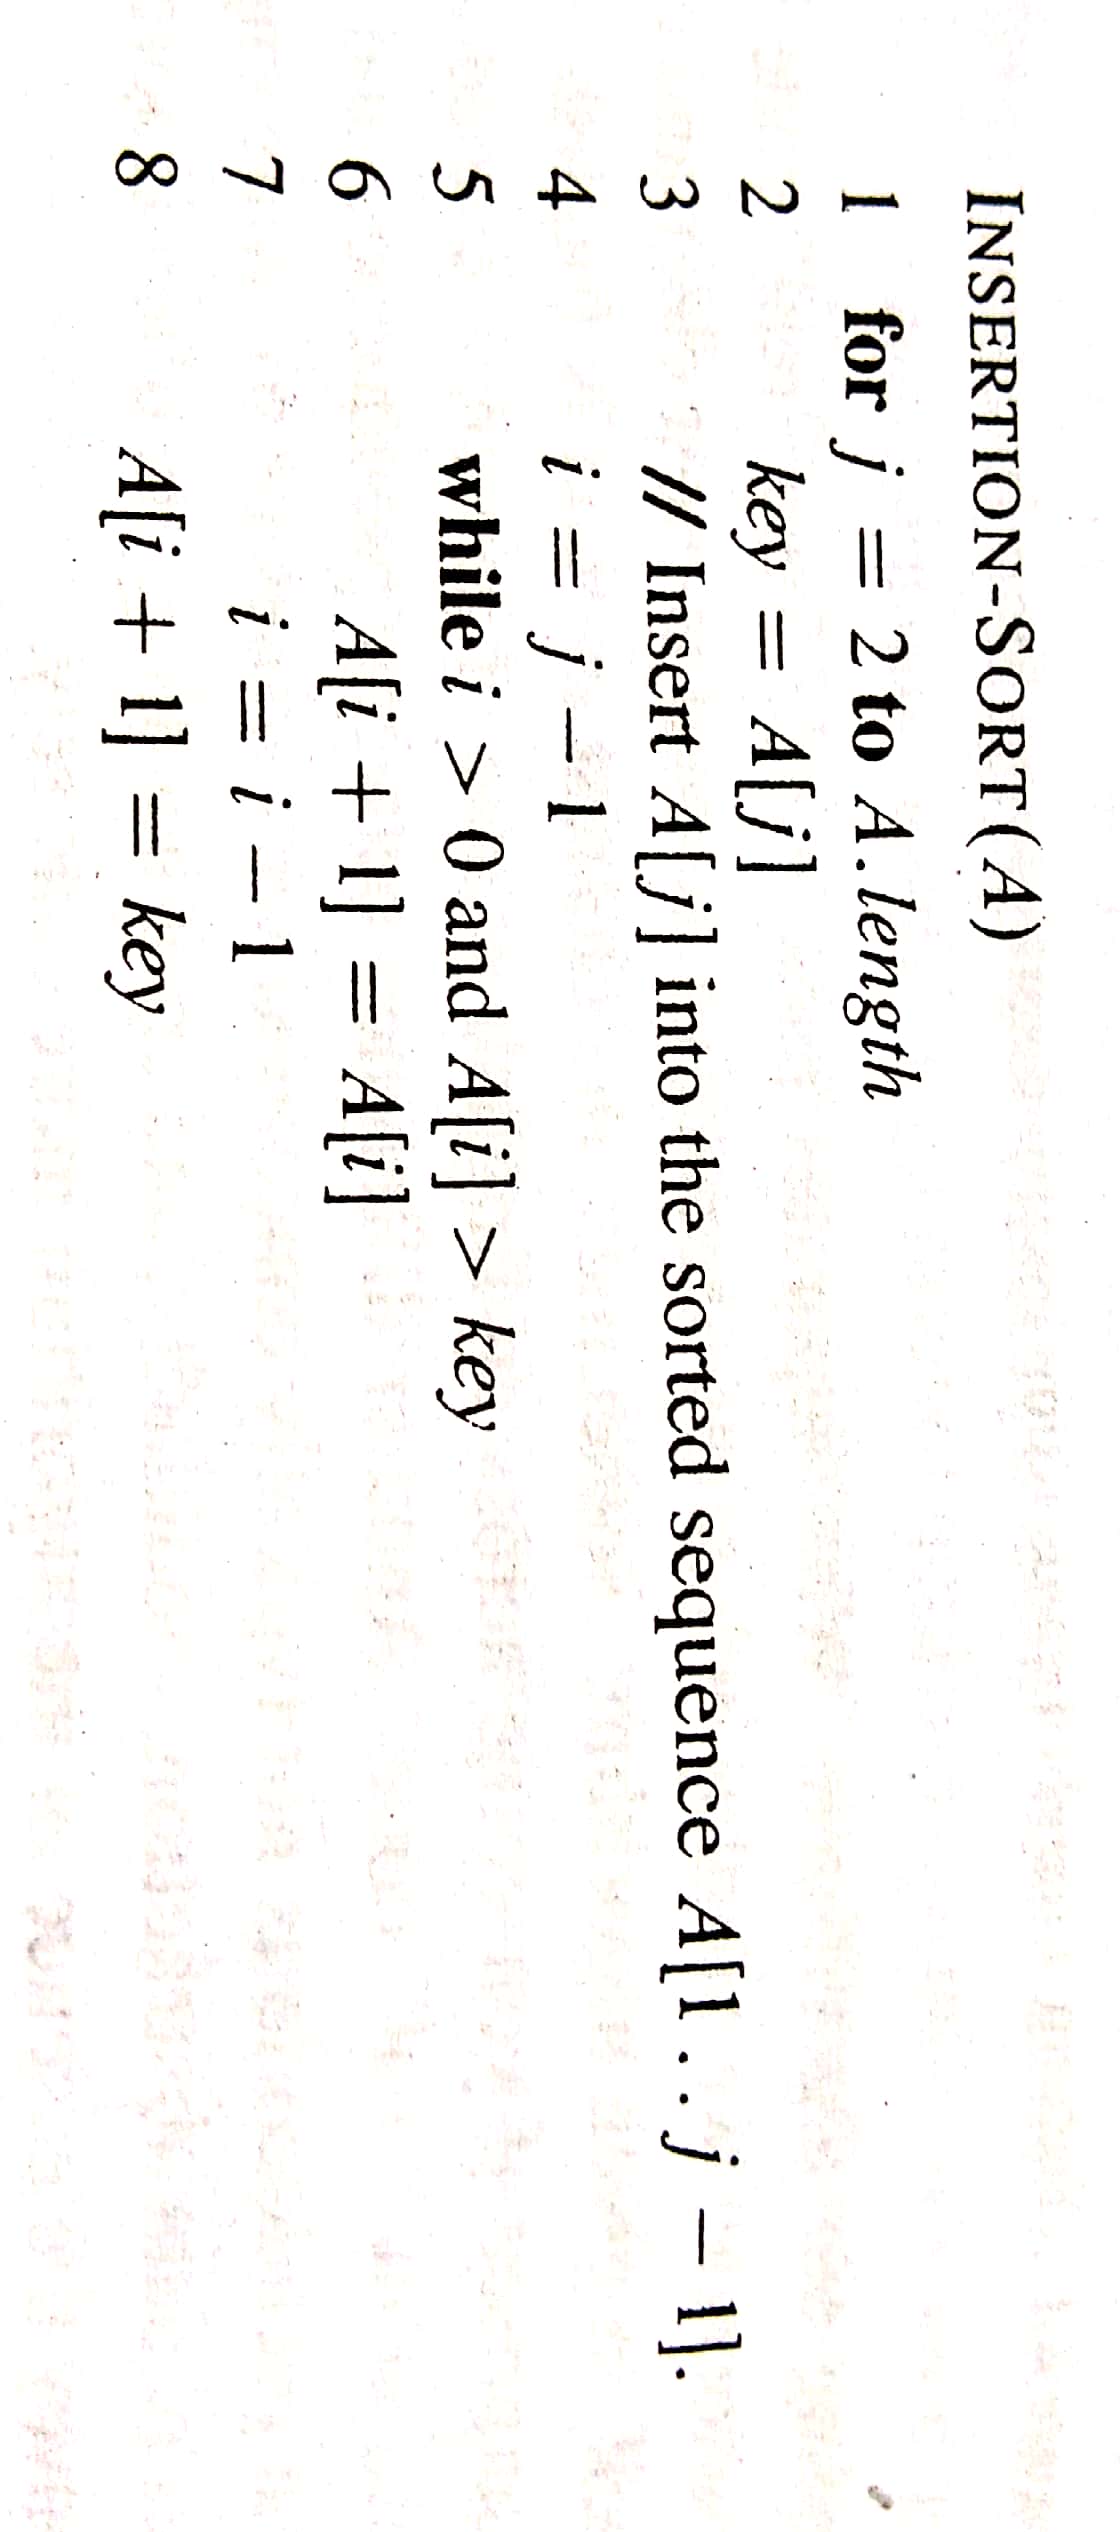 INSERTION-SORT(A)
1 for j = 2 to A.length
2 key = A[j]
3 // Insert A[j] into the sorted sequence A[1 . . j − 1].
4 i = j − 1
5 while i > 0 and A[i] > key
6 A[i + 1] = A[i]
7 i = i − 1
8 A[i + 1] = key